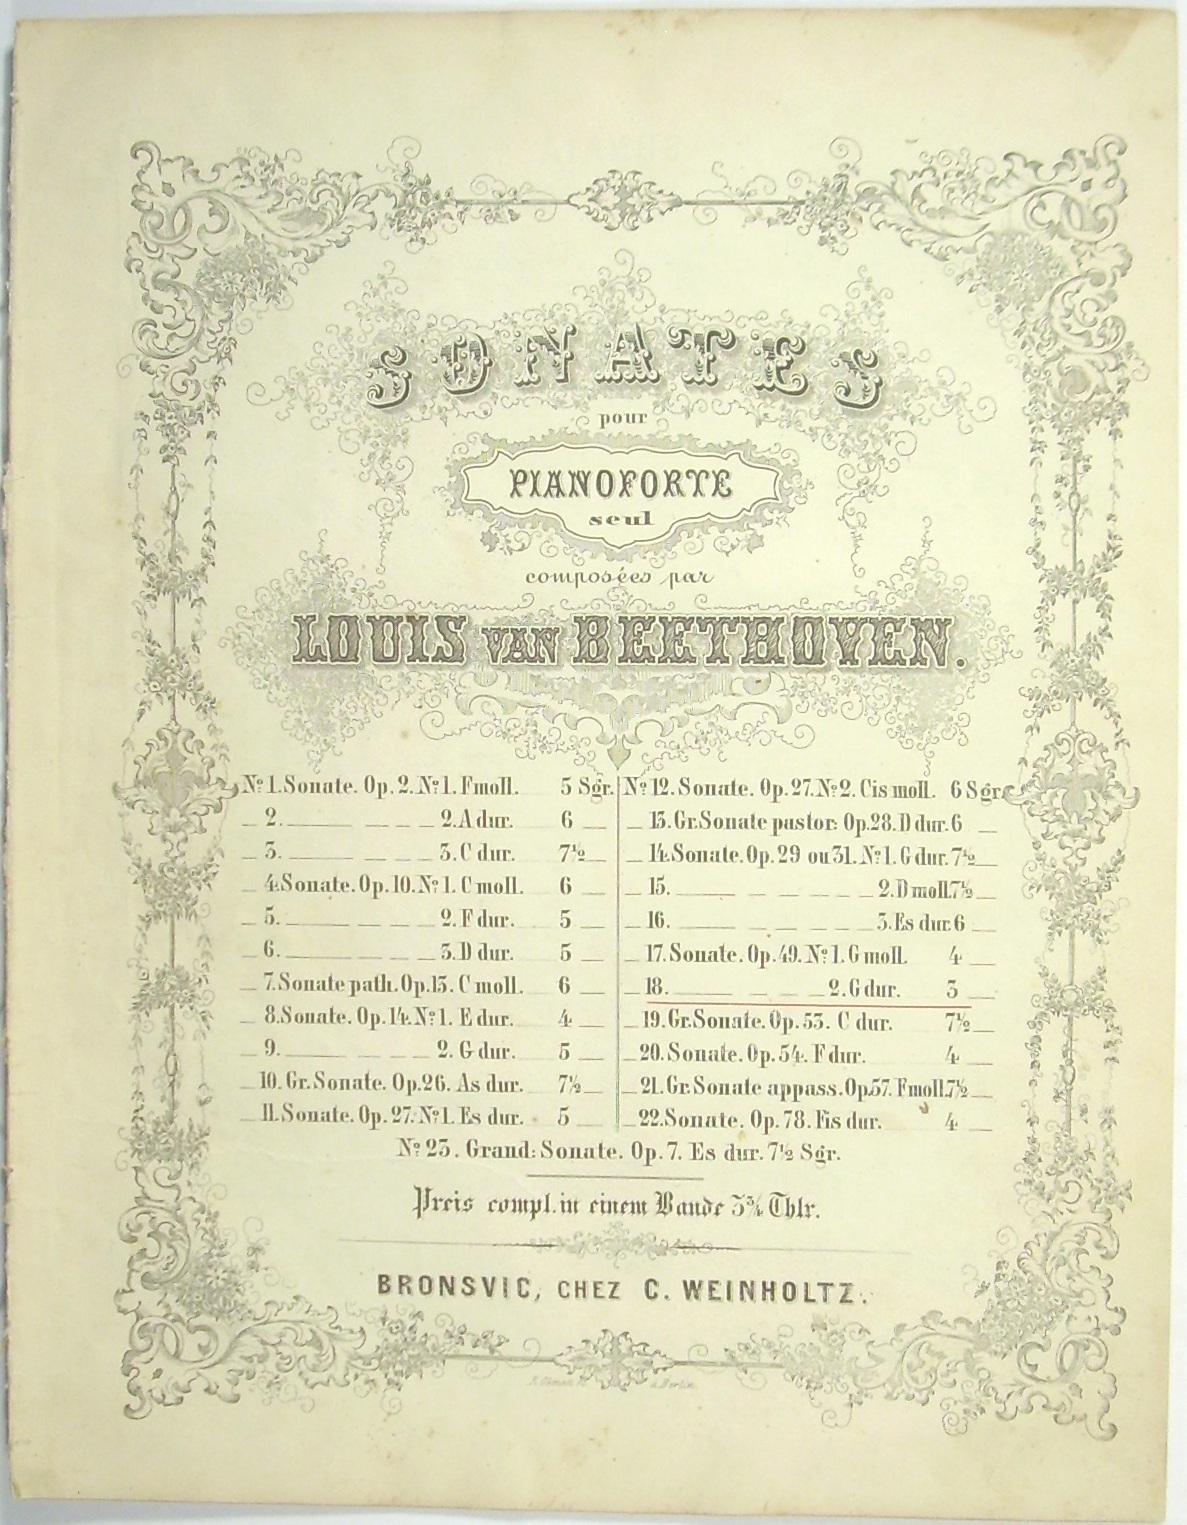 SONATES
pour
PIANOFORTE
seul
composées par
LOUIS VAN BEETHOVEN.
No 1. Sonate. Op. 2. No 1. F moll. 5 Sgr.
— 2. — — — — 2. A dur. 6 —
— 3. — — — — 3. C dur. 7½ —
— 4. Sonate. Op. 10. No 1. C moll. 6 —
— 5. — 2. F dur. 5 —
— 6. — 3. D dur. 5 —
— 7. Sonate path. Op. 13. C moll. 6 —
— 8. Sonate. Op. 14. No 1. E dur. 4 —
— 9. — — — — 2. G dur. 5 —
— 10. Gr. Sonate. Op. 26. As dur. 7½ —
— 11. Sonate. Op. 27. No 1. Es dur. 5 —
No 12. Sonate. Op. 27. No 2. Cis moll. 6 Sgr.
— 13. Gr. Sonate pastor: Op. 28. D dur. 6 —
— 14. Sonate. Op. 29 ou 31. No 1. G dur. 7½ —
— 15. — — — — — 2. D moll. 7½ —
— 16. — — — — — 3. Es dur. 6 —
— 17. Sonate. Op. 49. No 1. G moll. 4 —
— 18. — — — 2. G dur. 3 —
— 19. Gr. Sonate. Op. 53. C dur. 7½ —
— 20. Sonate. Op. 54. F dur. 4 —
— 21. Gr. Sonate appass. Op. 57. F moll. 7½ —
— 22. Sonate. Op. 78. Fis dur. 4 —
No 23. Grand: Sonate. Op. 7. Es dur. 7½ Sgr.
Preis compl. in einem Bande 3¾ Thlr.
BRONSVIC, CHEZ C. WEINHOLTZ.
Berlin